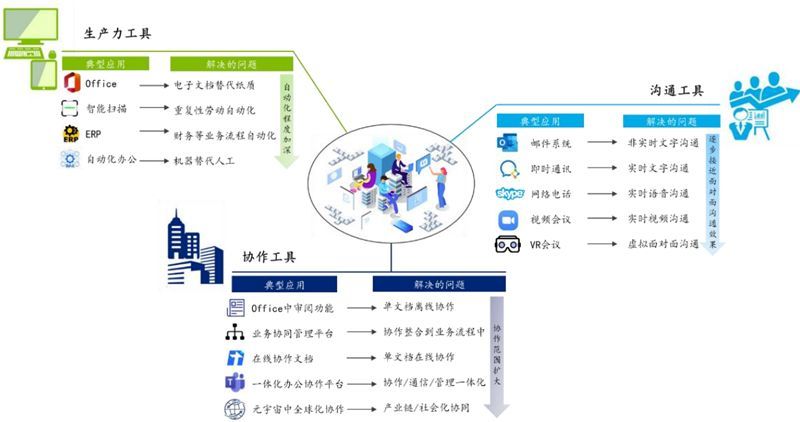 生产力工具
典型应用 解决的问题
Office 电子文档替代纸质
智能扫描 重复性劳动自动化
ERP ERP 财务等业务流程自动化
自动化办公 机器替代人工
自动化程度加深
沟通工具
典型应用 解决的问题
邮件系统 非实时文字沟通
即时通讯 实时文字沟通
skype 网络电话 实时语音沟通
视频会议 实时视频沟通
VR会议 虚拟面对面沟通
逐步接近面对面沟通效果
协作工具
典型应用 解决的问题
Office中审阅功能 单文档离线协作
业务协同管理平台 协作整合到业务流程中
在线协作文档 单文档在线协作
一体化办公协作平台 协作/通信/管理一体化
元宇宙中全球化协作 产业链/社会化协同
协作范围扩大